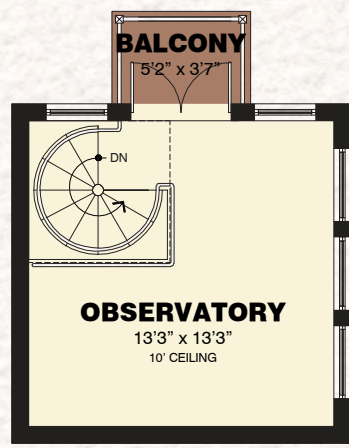 BALCONY
5'2" x 3'7"
DN
OBSERVATORY
13'3" x 13'3"
10' CEILING